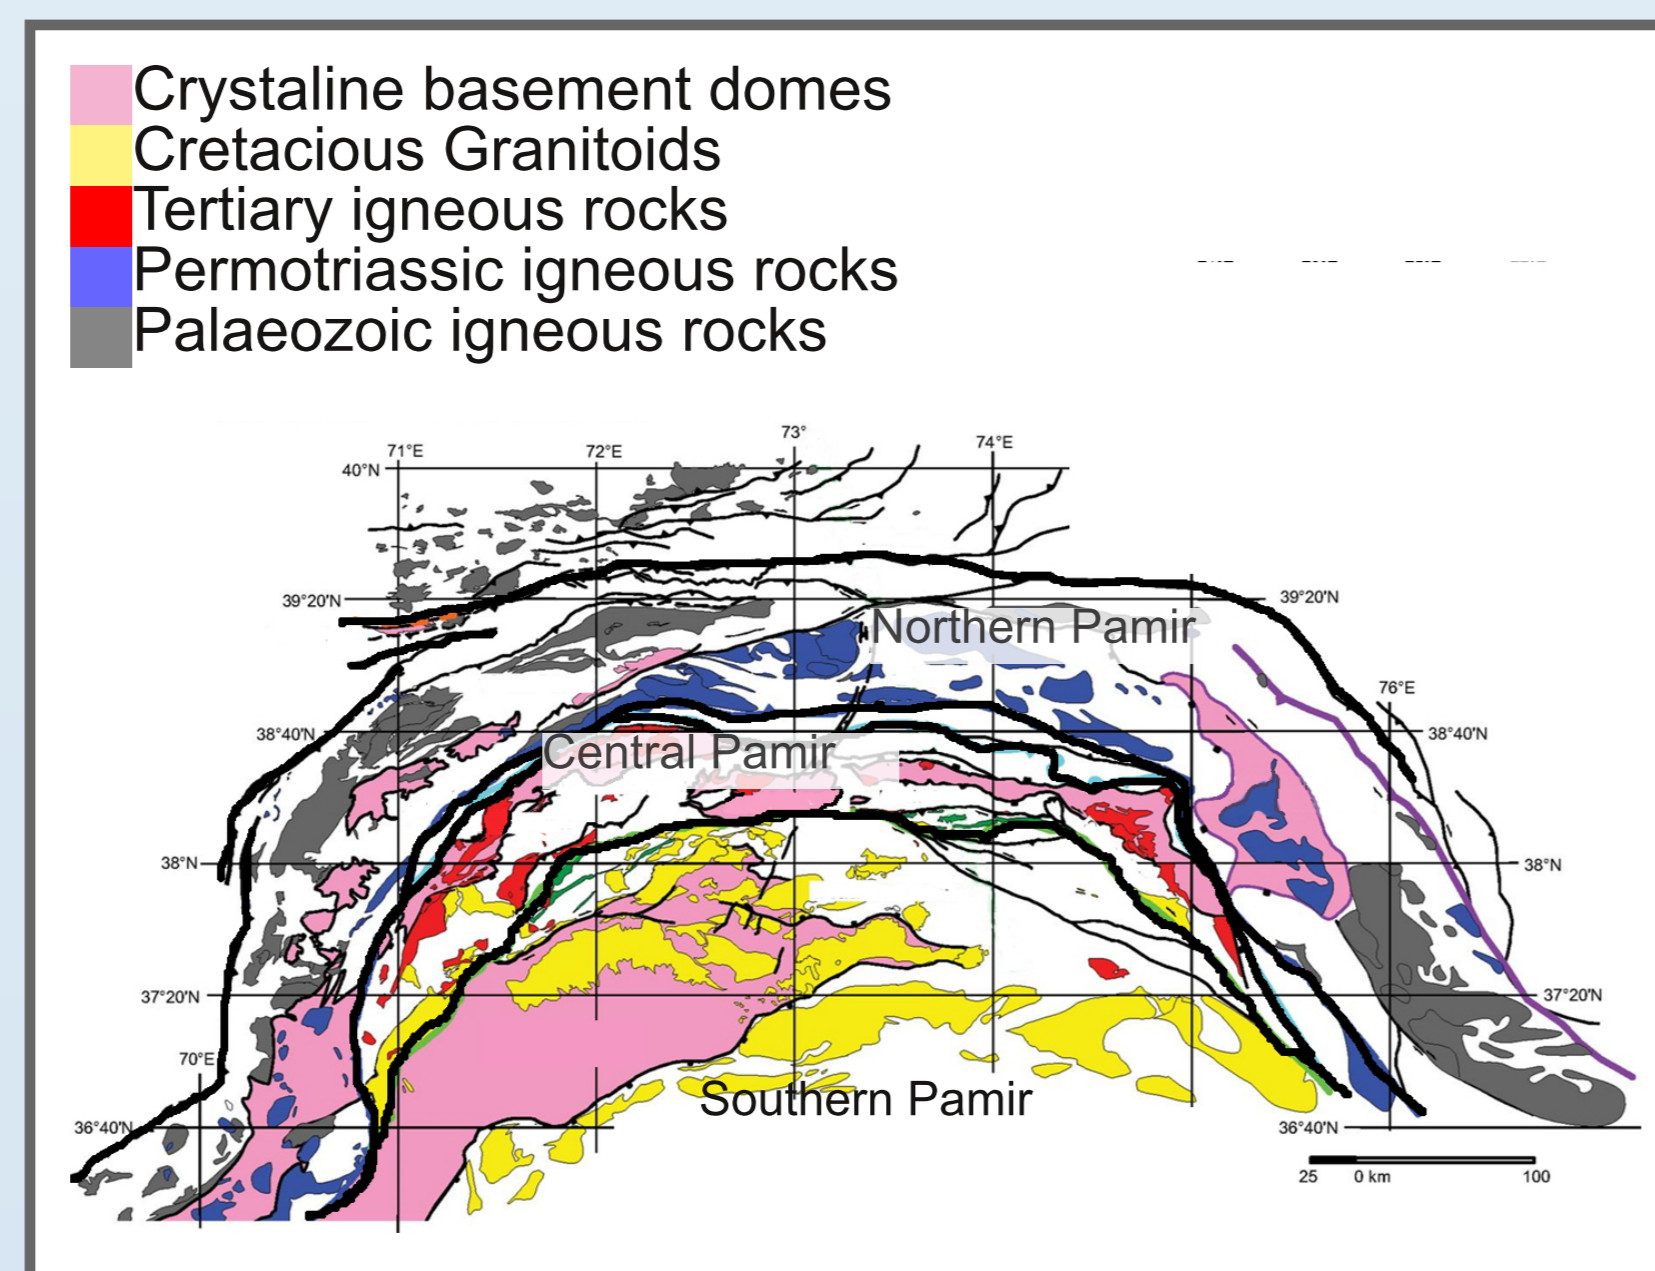 Crystaline basement domes
Cretacious Granitoids
Tertiary igneous rocks
Permotriassic igneous rocks
Palaeozoic igneous rocks
71°E
72°E
73°
74°E
40°N
39°20'N
39°20'N
Northern Pamir
76°E
38°40'N
38°40'N
Central Pamir
38°N
38°N
37°20'N
37°20'N
70°E
Southern Pamir
36°40'N
36°40'N
25 0 km 100